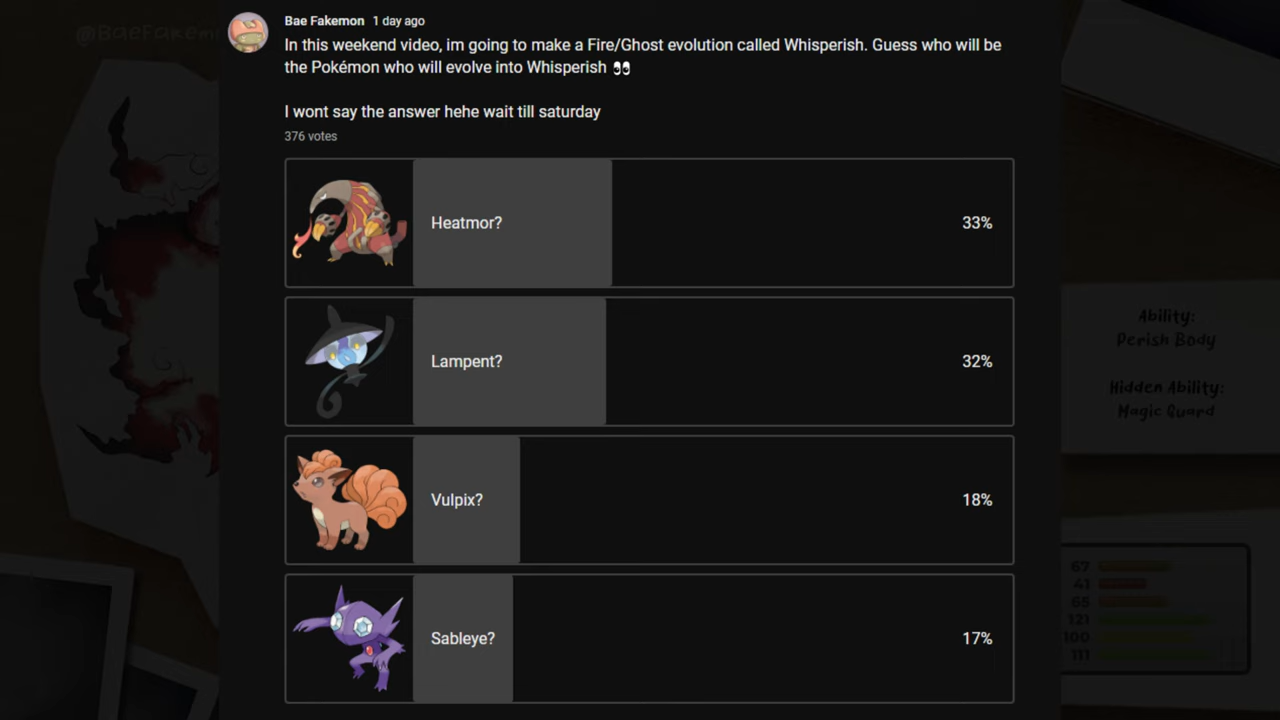 @BaeFakem
Bae Fakemon 1 day ago
In this weekend video, im going to make a Fire/Ghost evolution called Whisperish. Guess who will be
the Pokémon who will evolve into Whisperish 👀
I wont say the answer hehe wait till saturday
376 votes
Heatmor? 33%
Lampent? 32%
Vulpix? 18%
Sableye? 17%
Ability:
Perish Body
Hidden Ability:
Magic Guard
67
41
65
121
100
111